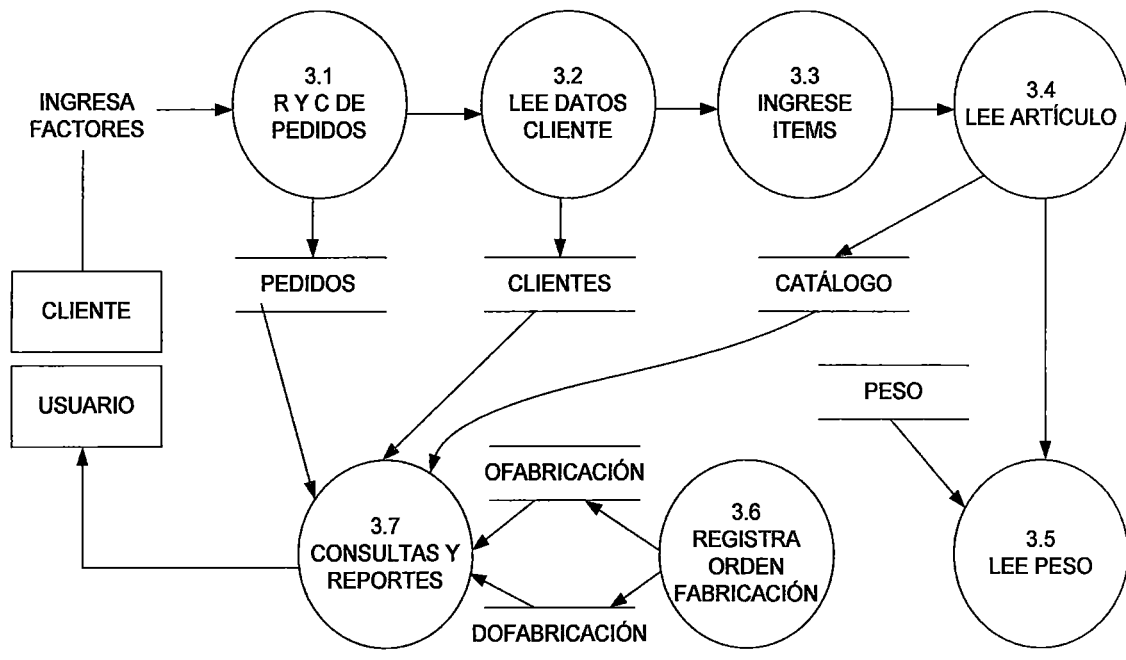 INGRESA
FACTORES
3.1
R Y C DE
PEDIDOS
3.2
LEE DATOS
CLIENTE
3.3
INGRESE
ITEMS
3.4
LEE ARTÍCULO
PEDIDOS
CLIENTES
CATÁLOGO
CLIENTE
USUARIO
PESO
OFABRICACIÓN
3.7
CONSULTAS Y
REPORTES
3.6
REGISTRA
ORDEN
FABRICACIÓN
3.5
LEE PESO
DOFABRICACIÓN